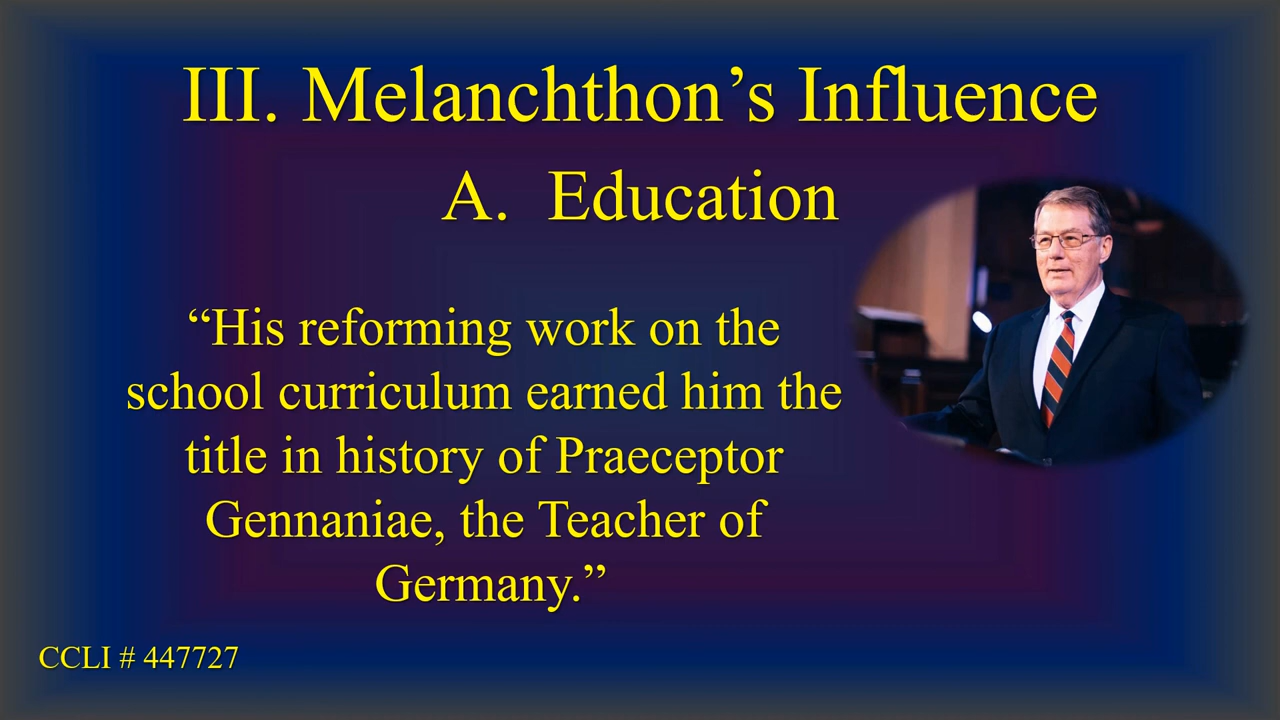 III. Melanchthon’s Influence
A. Education
“His reforming work on the
school curriculum earned him the
title in history of Praeceptor
Gennaniae, the Teacher of
Germany.”
CCLI # 447727